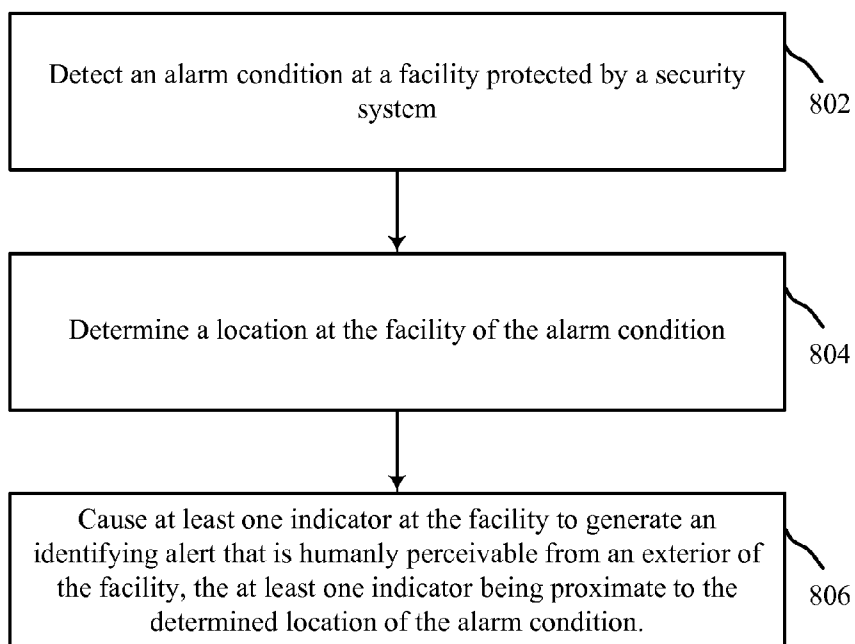 Detect an alarm condition at a facility protected by a security
system
802
Determine a location at the facility of the alarm condition
804
Cause at least one indicator at the facility to generate an
identifying alert that is humanly perceivable from an exterior of
the facility, the at least one indicator being proximate to the
determined location of the alarm condition.
806